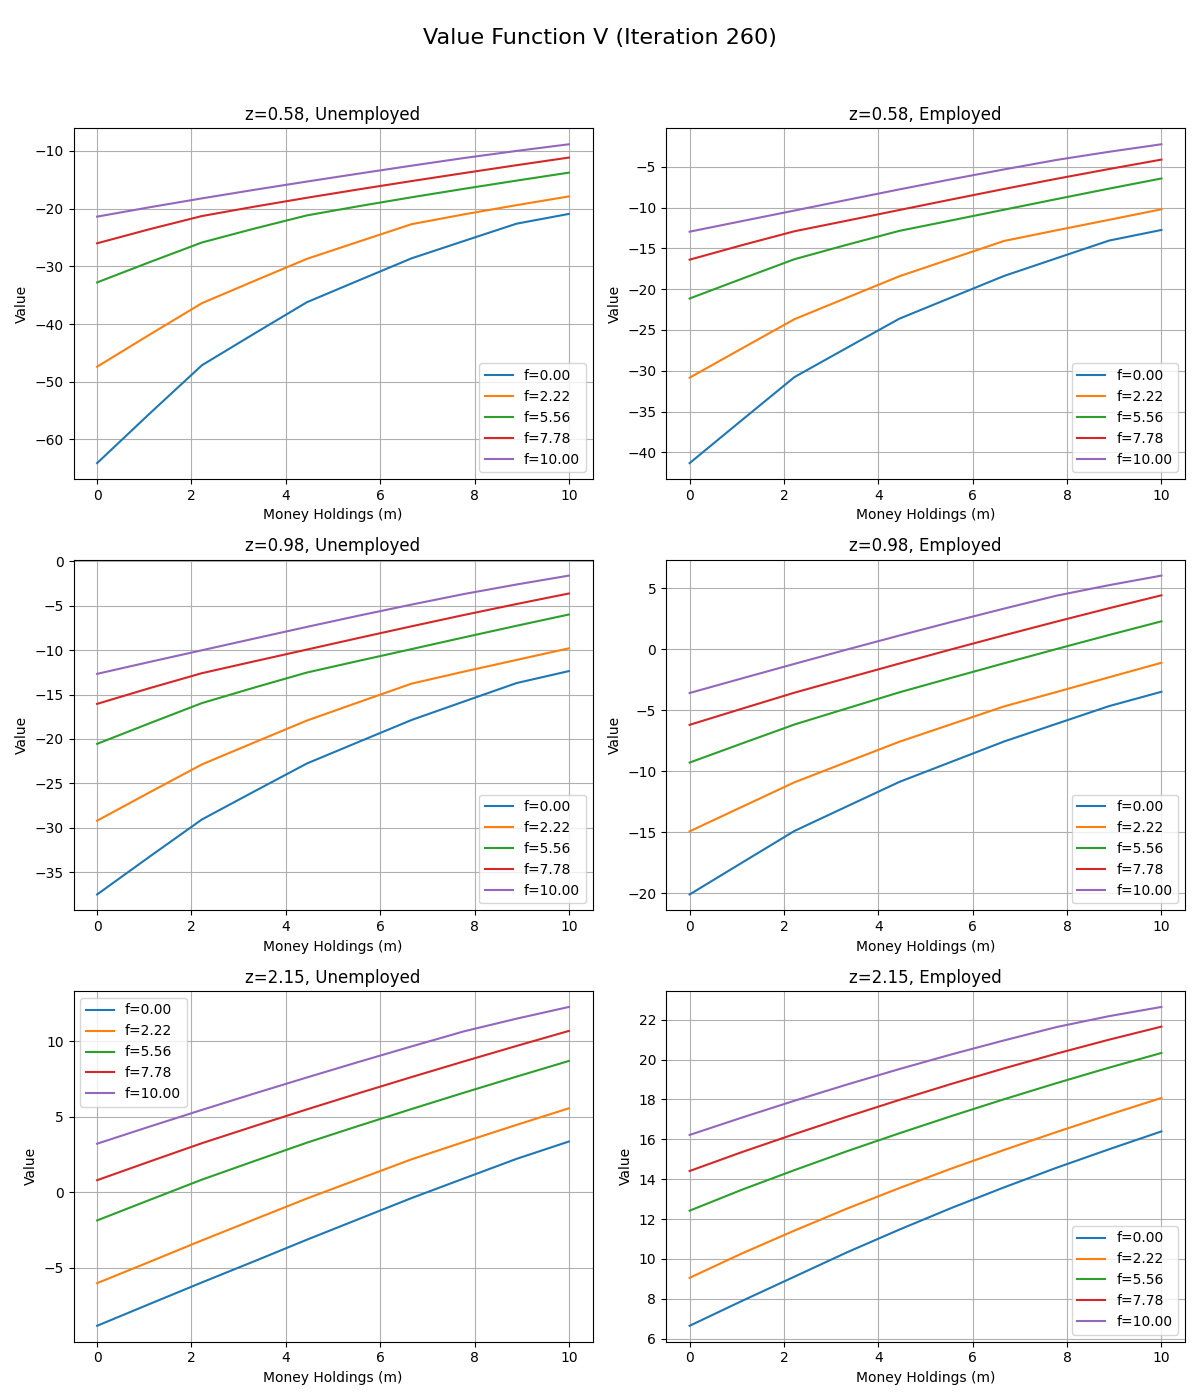 Value Function V (Iteration 260)
z=0.58, Unemployed
−10
−20
−30
−40
−50
−60
Value
0 2 4 6 8 10
Money Holdings (m)
f=0.00
f=2.22
f=5.56
f=7.78
f=10.00
z=0.58, Employed
−5
−10
−15
−20
−25
−30
−35
−40
Value
0 2 4 6 8 10
Money Holdings (m)
f=0.00
f=2.22
f=5.56
f=7.78
f=10.00
z=0.98, Unemployed
0
−5
−10
−15
−20
−25
−30
−35
Value
0 2 4 6 8 10
Money Holdings (m)
f=0.00
f=2.22
f=5.56
f=7.78
f=10.00
z=0.98, Employed
5
0
−5
−10
−15
−20
Value
0 2 4 6 8 10
Money Holdings (m)
f=0.00
f=2.22
f=5.56
f=7.78
f=10.00
z=2.15, Unemployed
f=0.00
f=2.22
f=5.56
f=7.78
f=10.00
10
5
0
−5
Value
0 2 4 6 8 10
Money Holdings (m)
z=2.15, Employed
22
20
18
16
14
12
10
8
6
Value
0 2 4 6 8 10
Money Holdings (m)
f=0.00
f=2.22
f=5.56
f=7.78
f=10.00